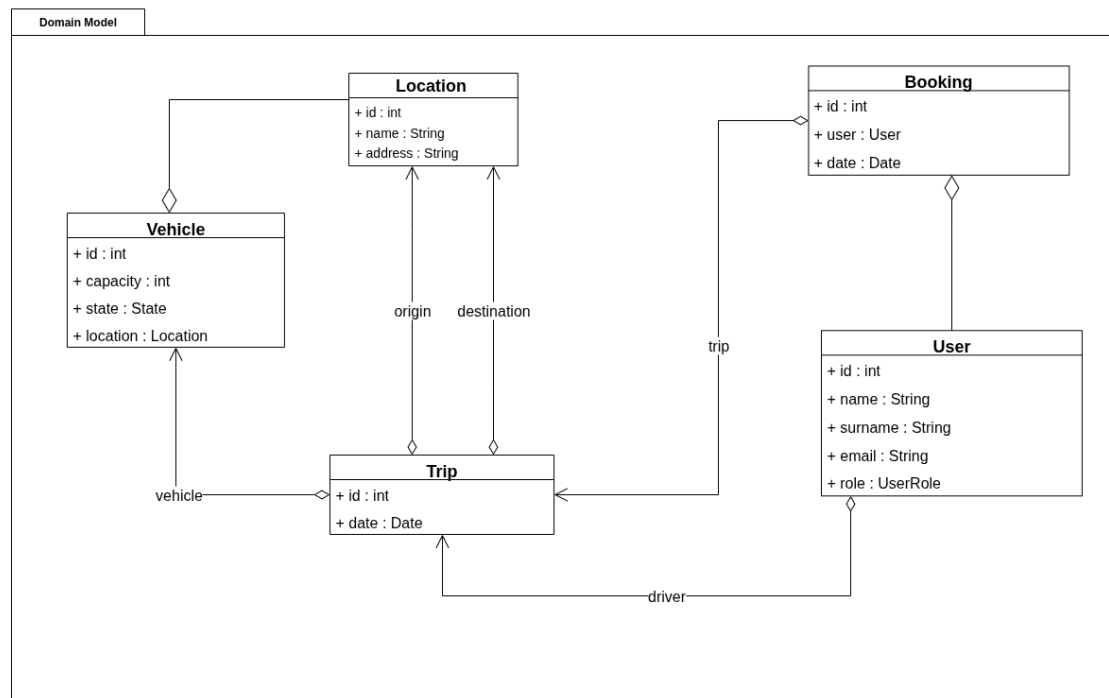 Domain Model
Location
+ id : int
+ name : String
+ address : String
Booking
+ id : int
+ user : User
+ date : Date
Vehicle
+ id : int
+ capacity : int
+ state : State
+ location : Location
origin
destination
trip
User
+ id : int
+ name : String
+ surname : String
+ email : String
+ role : UserRole
Trip
+ id : int
+ date : Date
vehicle
driver